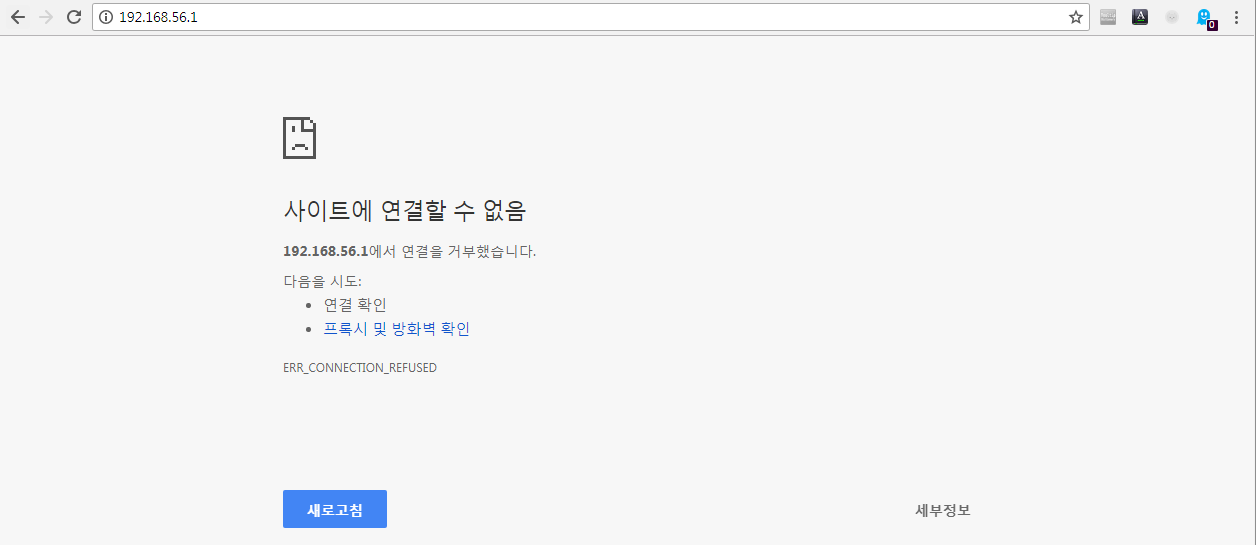 192.168.56.1
A
0
사이트에 연결할 수 없음
192.168.56.1에서 연결을 거부했습니다.
다음을 시도:
연결 확인
프록시 및 방화벽 확인
ERR_CONNECTION_REFUSED
새로고침
세부정보